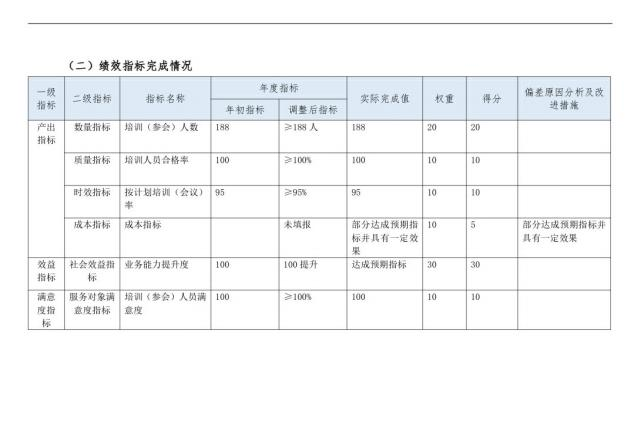 （二）绩效指标完成情况
一级指标 二级指标 指标名称 年度指标 实际完成值 权重 得分 偏差原因分析及改进措施
年初指标 调整后指标
产出指标 数量指标 培训（参会）人数 188 ≥188 人 188 20 20
质量指标 培训人员合格率 100 ≥100% 100 10 10
时效指标 按计划培训（会议）率 95 ≥95% 95 10 10
成本指标 成本指标 未填报 部分达成预期指标并具有一定效果 10 5 部分达成预期指标并具有一定效果
效益指标 社会效益指标 业务能力提升度 100 100 提升 达成预期指标 30 30
满意度指标 服务对象满意度指标 培训（参会）人员满意度 100 ≥100% 100 10 10